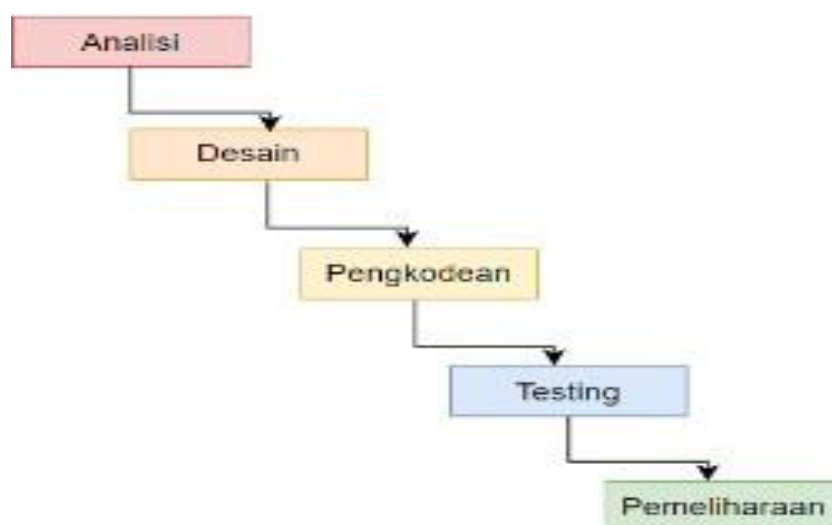 Analisi
Desain
Pengkodean
Testing
Pemeliharaan